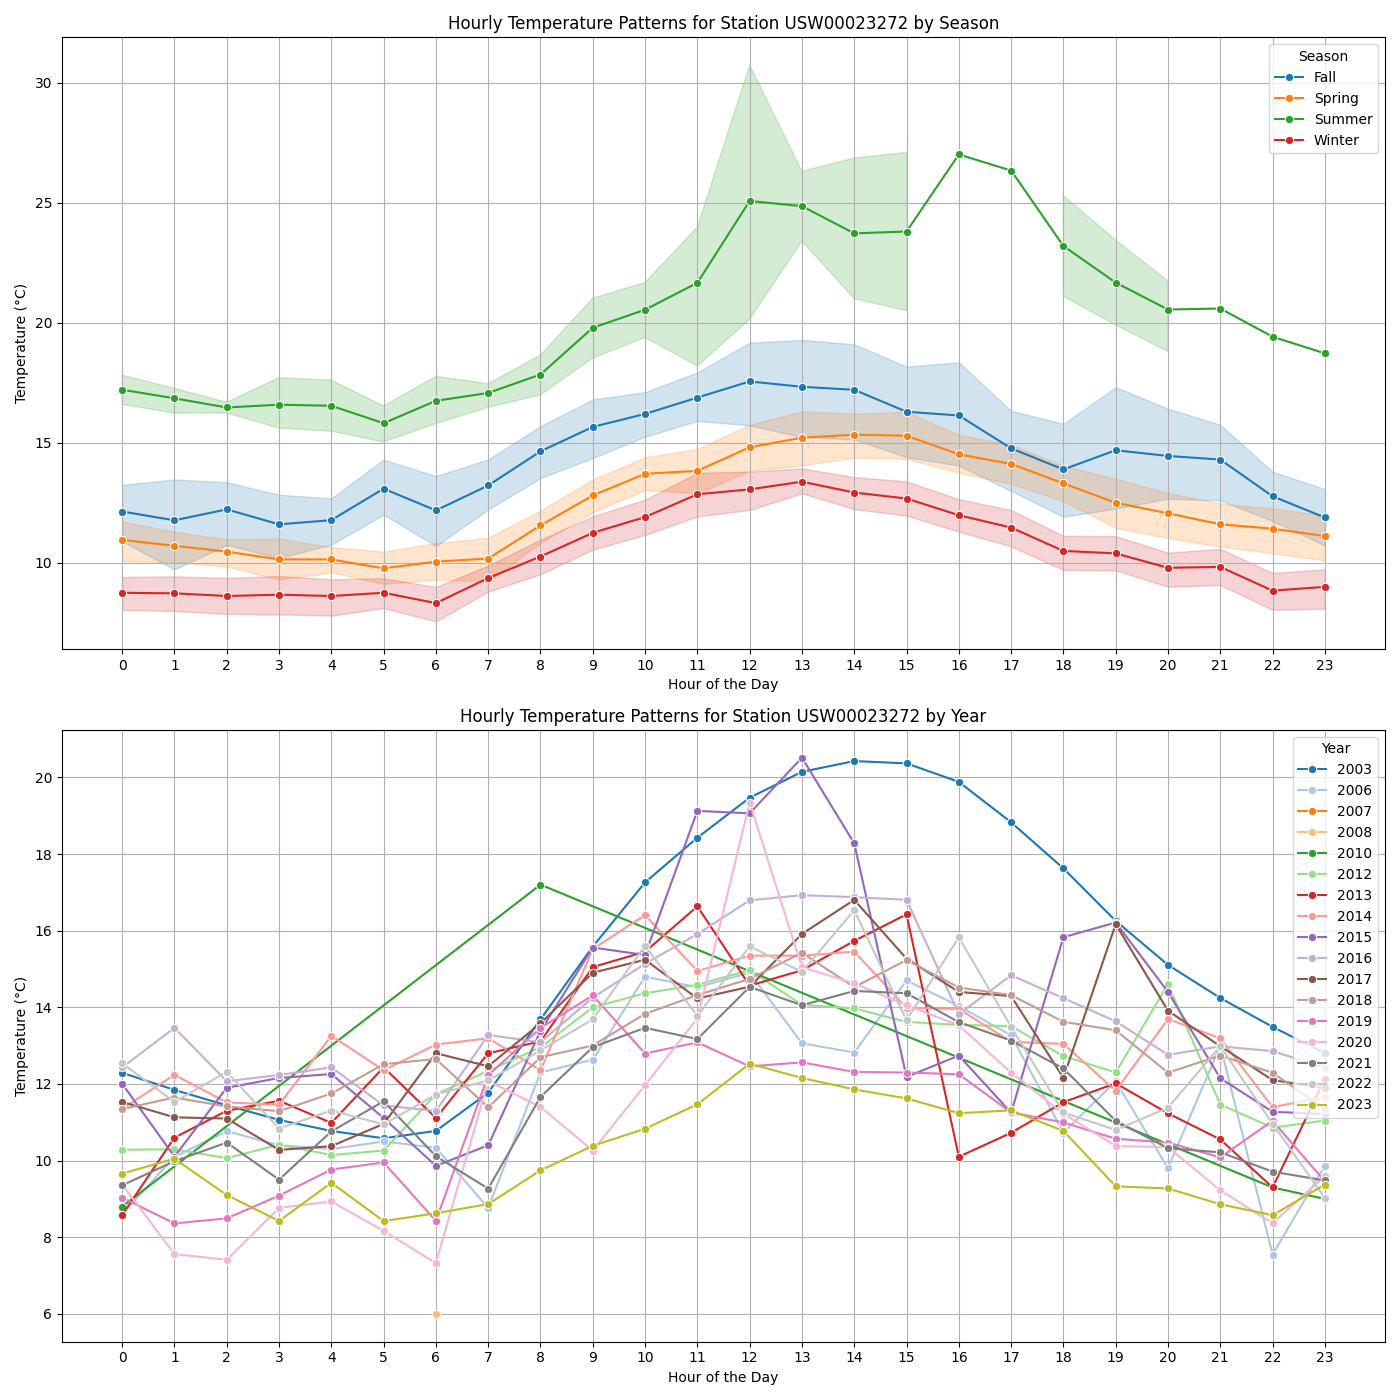 Hourly Temperature Patterns for Station USW00023272 by Season
Season
Fall
Spring
Summer
Winter
30
25
20
15
10
Temperature (°C)
0 1 2 3 4 5 6 7 8 9 10 11 12 13 14 15 16 17 18 19 20 21 22 23
Hour of the Day
Hourly Temperature Patterns for Station USW00023272 by Year
Year
2003
2006
2007
2008
2010
2012
2013
2014
2015
2016
2017
2018
2019
2020
2021
2022
2023
20
18
16
14
12
10
8
6
Temperature (°C)
0 1 2 3 4 5 6 7 8 9 10 11 12 13 14 15 16 17 18 19 20 21 22 23
Hour of the Day